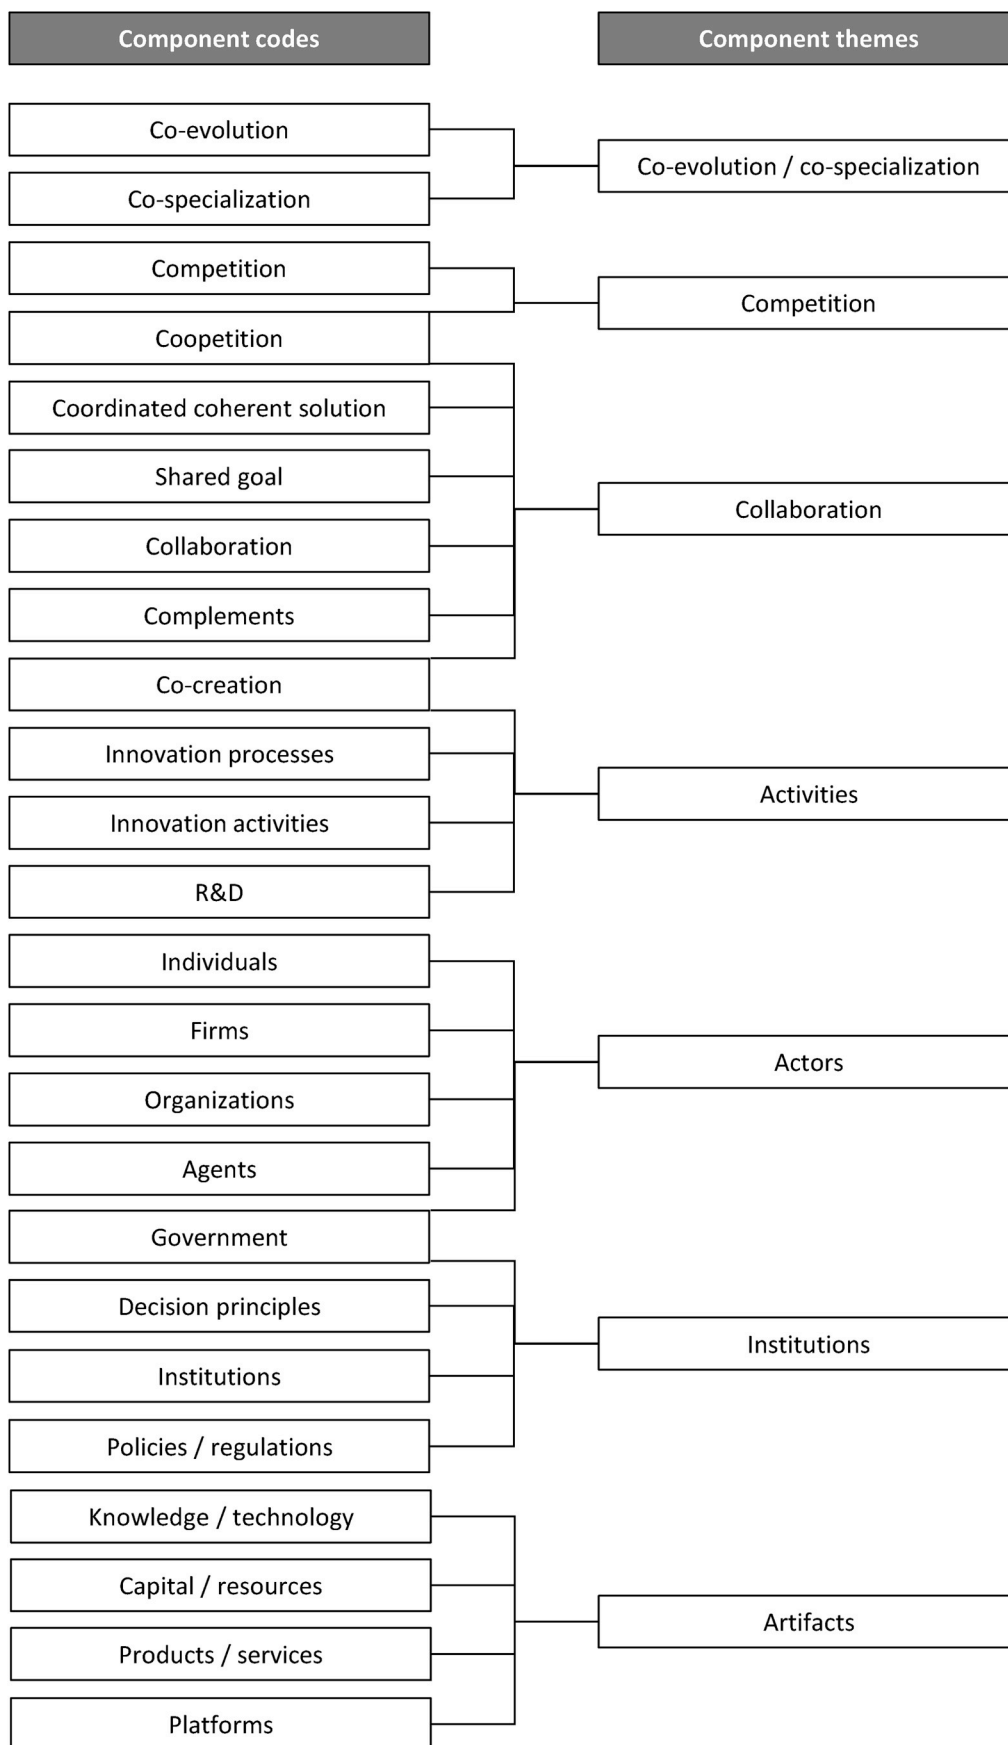 Component codes
Component themes
Co-evolution
Co-specialization
Co-evolution / co-specialization
Competition
Coopetition
Competition
Coordinated coherent solution
Shared goal
Collaboration
Complements
Co-creation
Collaboration
Innovation processes
Innovation activities
R&D
Activities
Individuals
Firms
Organizations
Agents
Government
Actors
Decision principles
Institutions
Policies / regulations
Institutions
Knowledge / technology
Capital / resources
Products / services
Platforms
Artifacts